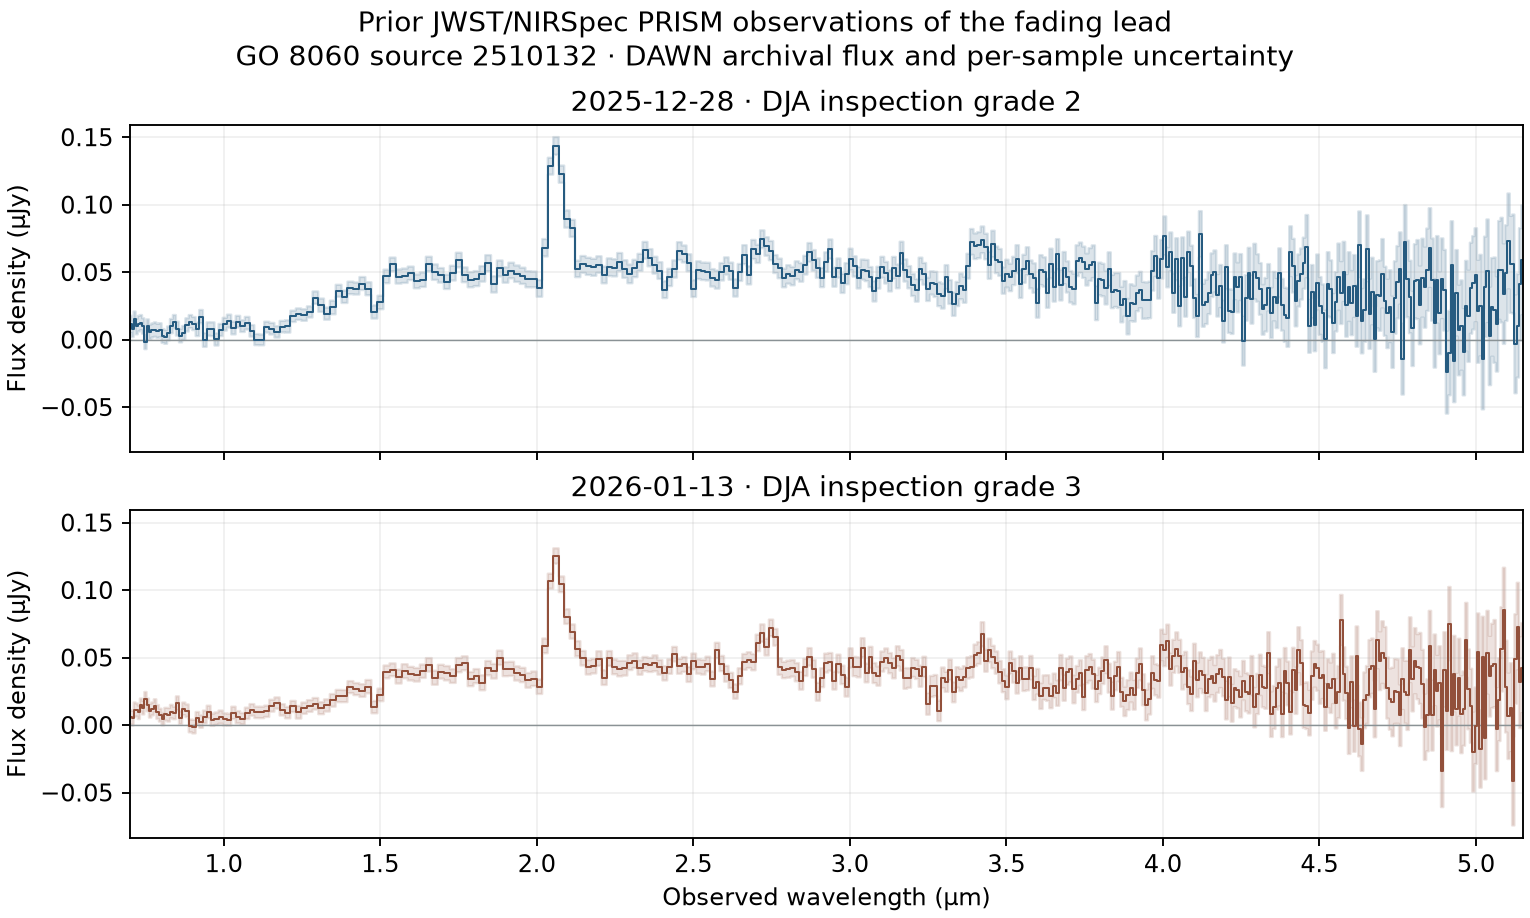 Prior JWST/NIRSpec PRISM observations of the fading lead
GO 8060 source 2510132 · DAWN archival flux and per-sample uncertainty
2025-12-28 · DJA inspection grade 2
0.15
0.10
0.05
0.00
−0.05
Flux density (μJy)
2026-01-13 · DJA inspection grade 3
0.15
0.10
0.05
0.00
−0.05
Flux density (μJy)
1.0 1.5 2.0 2.5 3.0 3.5 4.0 4.5 5.0
Observed wavelength (μm)